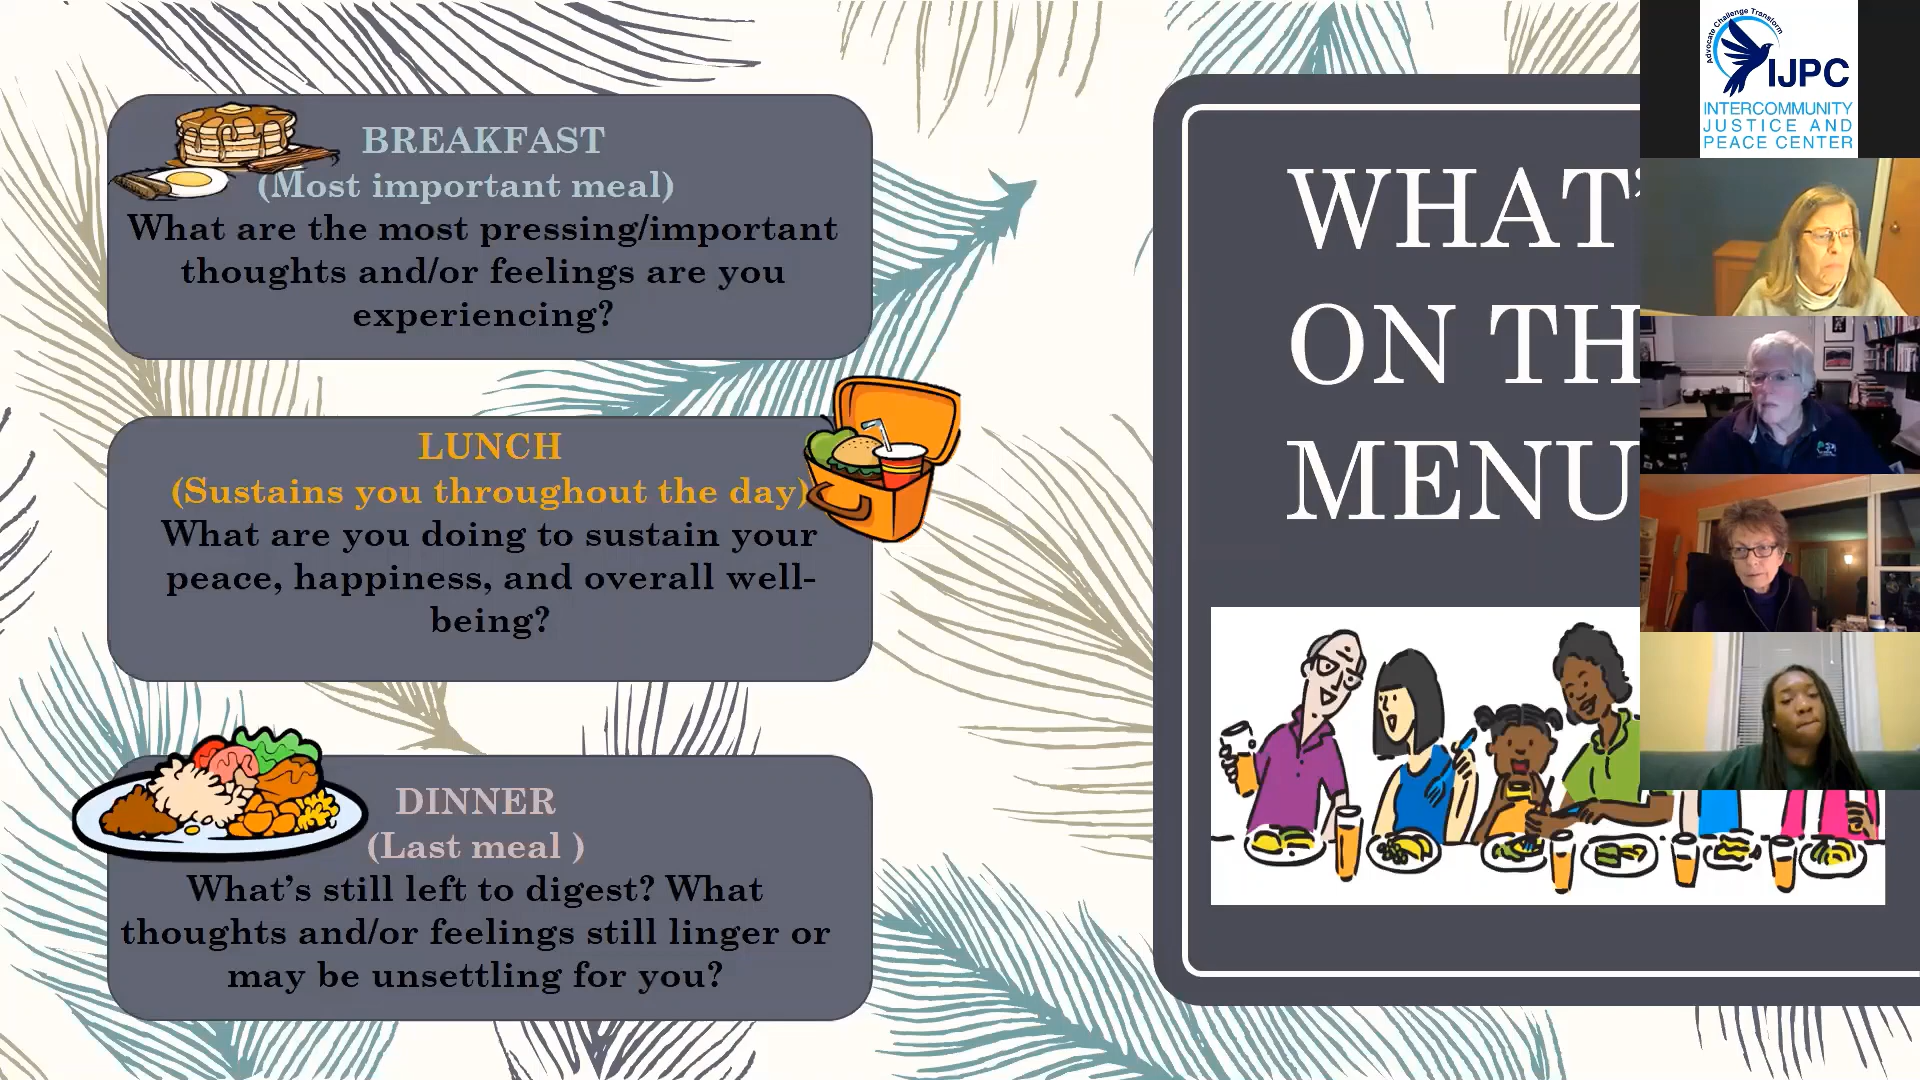 BREAKFAST
(Most important meal)
What are the most pressing/important
thoughts and/or feelings are you
experiencing?
LUNCH
(Sustains you throughout the day)
What are you doing to sustain your
peace, happiness, and overall well-
being?
DINNER
(Last meal )
What’s still left to digest? What
thoughts and/or feelings still linger or
may be unsettling for you?
WHAT’
ON TH
MENU
Advocate Challenge Transform
IJPC
INTERCOMMUNITY
JUSTICE AND
PEACE CENTER